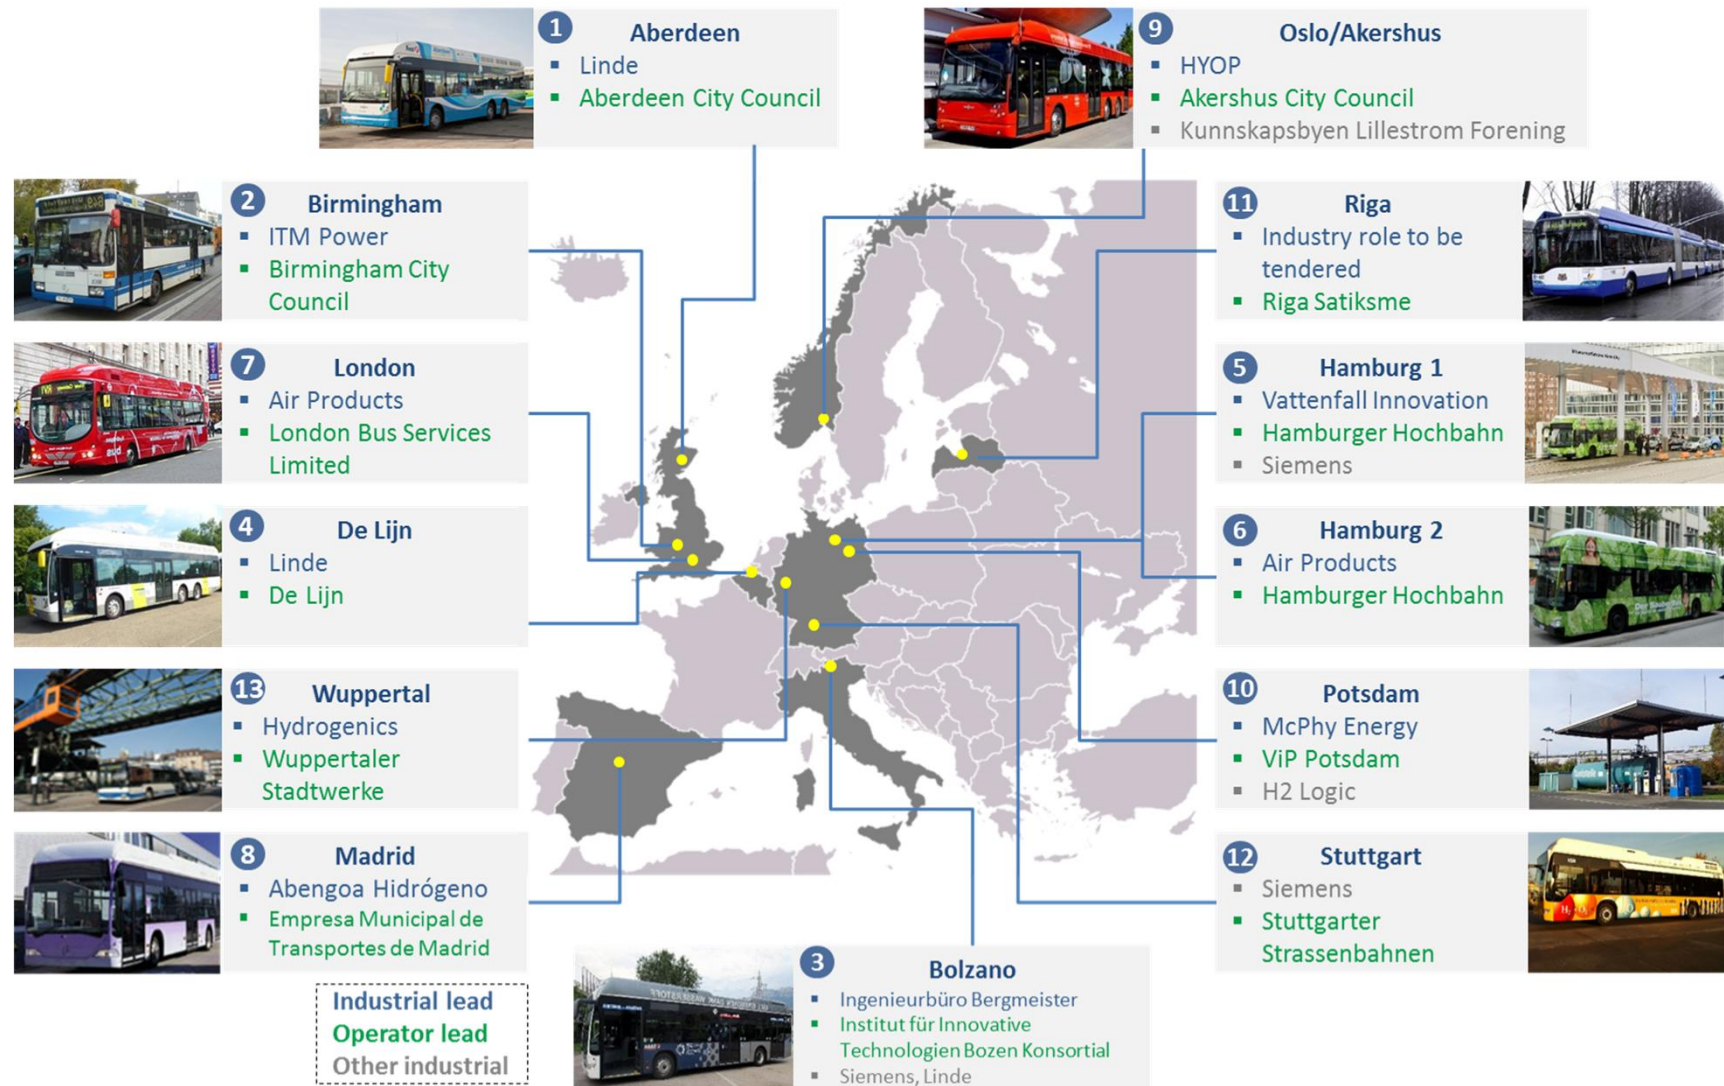 1 Aberdeen
Linde
Aberdeen City Council
9 Oslo/Akershus
HYOP
Akershus City Council
Kunnskapsbyen Lillestrom Forening
2 Birmingham
ITM Power
Birmingham City
Council
11 Riga
Industry role to be
tendered
Riga Satiksme
7 London
Air Products
London Bus Services
Limited
5 Hamburg 1
Vattenfall Innovation
Hamburger Hochbahn
Siemens
4 De Lijn
Linde
De Lijn
6 Hamburg 2
Air Products
Hamburger Hochbahn
13 Wuppertal
Hydrogenics
Wuppertaler
Stadtwerke
10 Potsdam
McPhy Energy
ViP Potsdam
H2 Logic
8 Madrid
Abengoa Hidrógeno
Empresa Municipal de
Transportes de Madrid
12 Stuttgart
Siemens
Stuttgarter
Strassenbahnen
3 Bolzano
Ingenieurbüro Bergmeister
Institut für Innovative
Technologien Bozen Konsortial
Siemens, Linde
Industrial lead
Operator lead
Other industrial